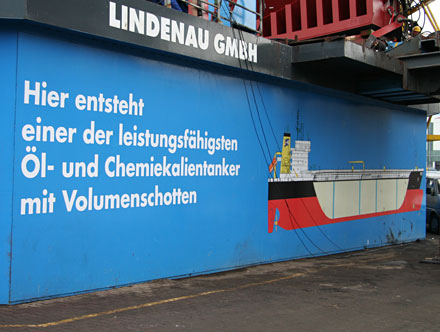 LINDENAU GMBH
Hier entsteht
einer der leistungsfähigsten
Öl- und Chemiekalientanker
mit Volumenschotten